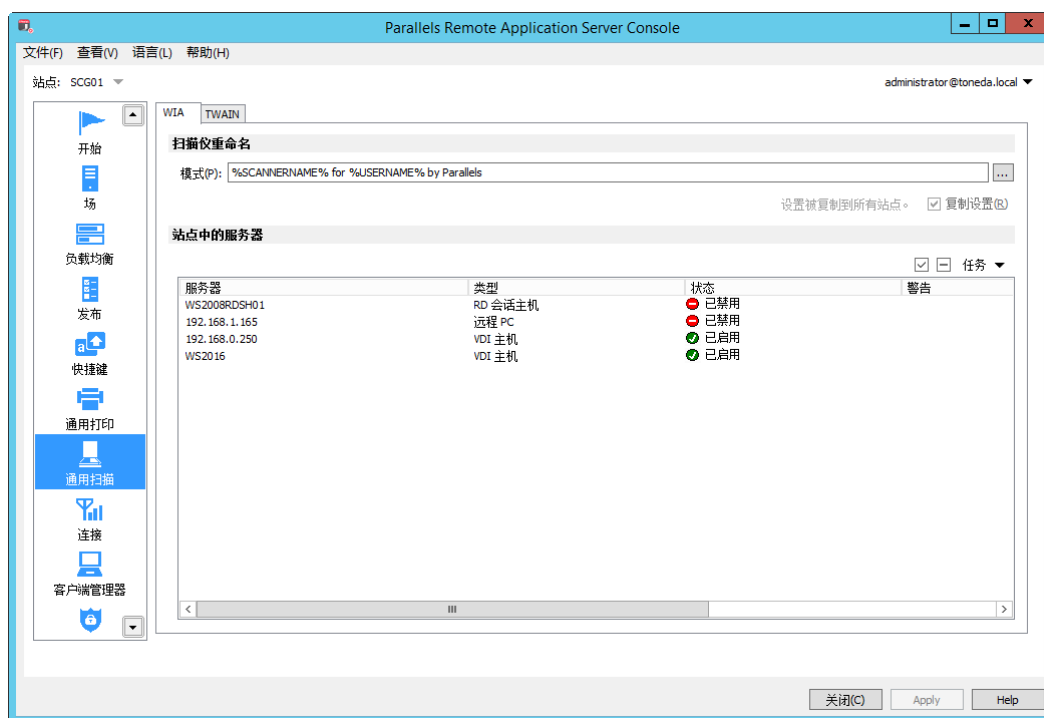 Parallels Remote Application Server Console
文件(F) 查看(V) 语言(L) 帮助(H)
站点: SCG01
administrator@toneda.local
开始
场
负载均衡
发布
快捷键
通用打印
通用扫描
连接
客户端管理器
WIA TWAIN
扫描仪重命名
模式(P): %SCANNERNAME% for %USERNAME% by Parallels ...
设置被复制到所有站点。 复制设置(R)
站点中的服务器
任务
服务器 类型 状态 警告
WS2008RDSH01 RD 会话主机 已禁用
192.168.1.165 远程 PC 已禁用
192.168.0.250 VDI 主机 已启用
WS2016 VDI 主机 已启用
关闭(C) Apply Help